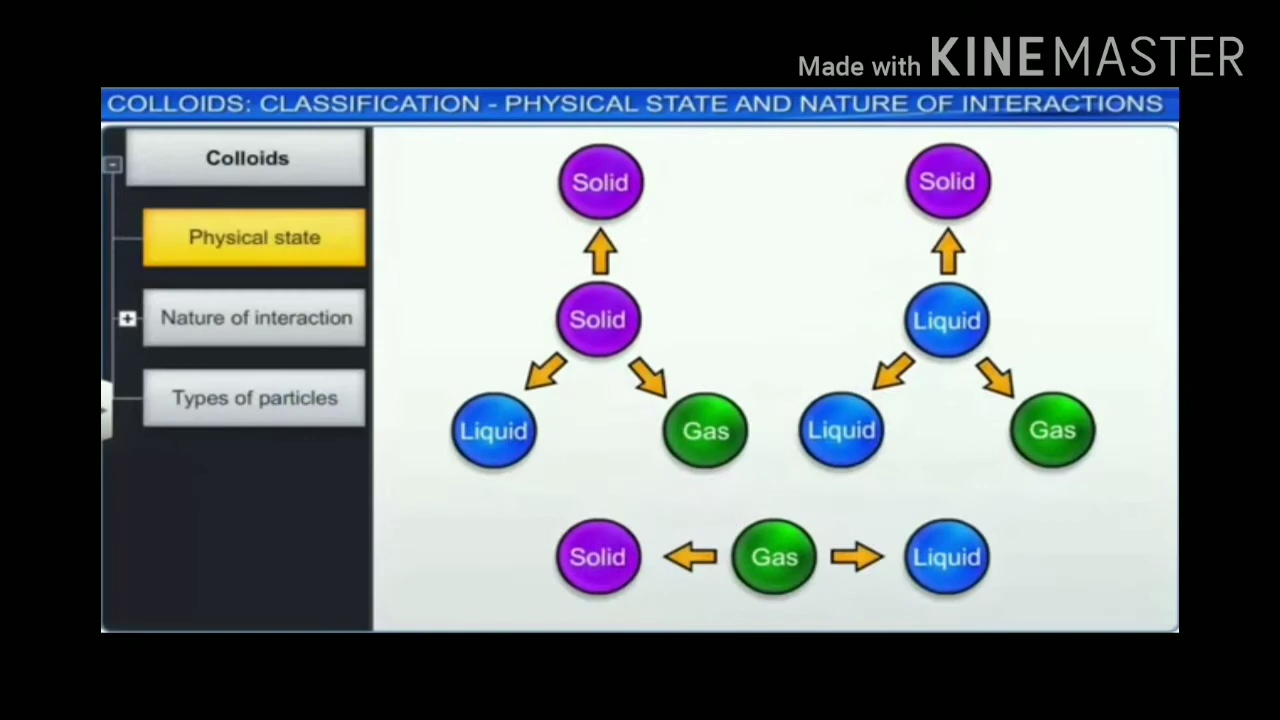 Made with KINEMASTER
COLLOIDS: CLASSIFICATION - PHYSICAL STATE AND NATURE OF INTERACTIONS
Colloids
Physical state
Nature of interaction
Types of particles
Solid
Solid
Liquid
Gas
Solid
Liquid
Liquid
Gas
Solid
Gas
Liquid